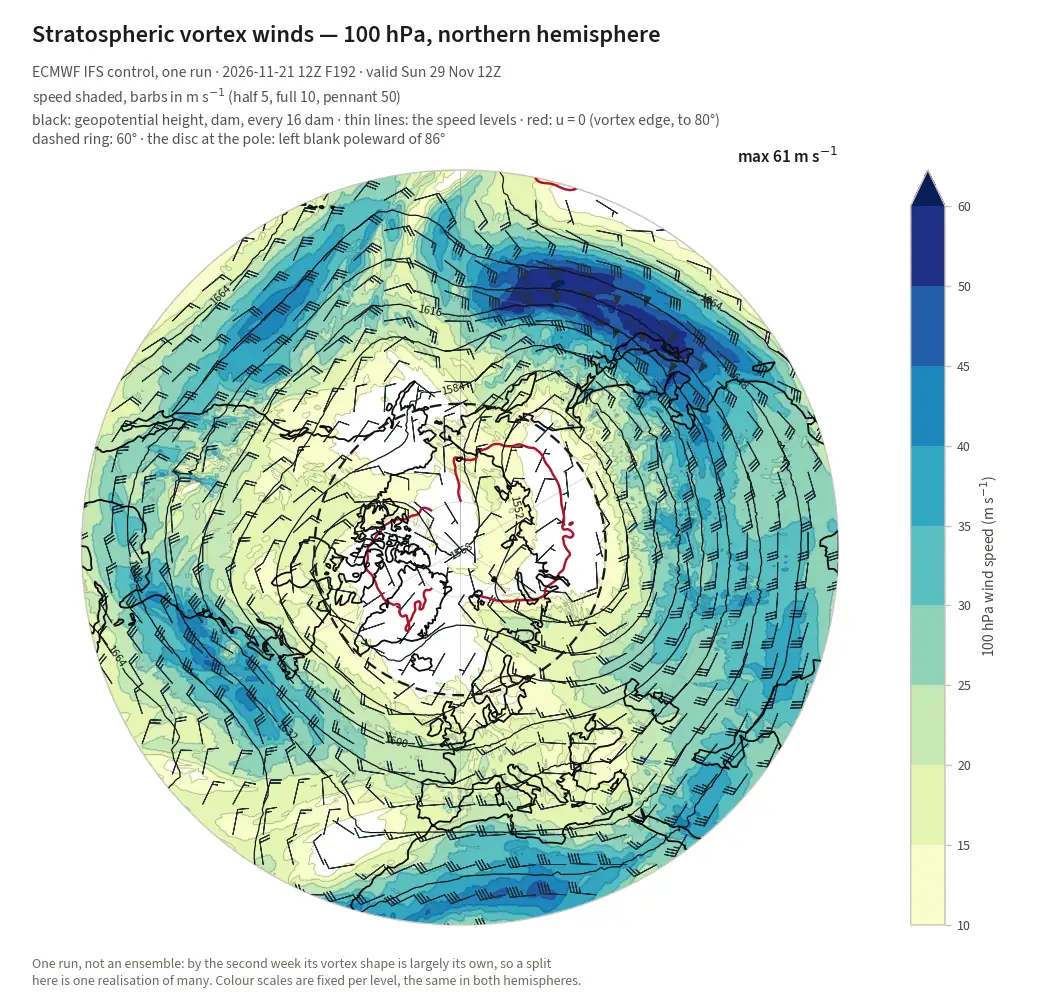 Stratospheric vortex winds — 100 hPa, northern hemisphere
ECMWF IFS control, one run · 2026-11-21 12Z F192 · valid Sun 29 Nov 12Z
speed shaded, barbs in m s⁻¹ (half 5, full 10, pennant 50)
black: geopotential height, dam, every 16 dam · thin lines: the speed levels · red: u = 0 (vortex edge, to 80°)
dashed ring: 60° · the disc at the pole: left blank poleward of 86°
max 61 m s⁻¹
60
50
45
40
35
30
25
20
15
10
100 hPa wind speed (m s⁻¹)
1664
1616
1664
1584
1552
1664
1632
1600
One run, not an ensemble: by the second week its vortex shape is largely its own, so a split
here is one realisation of many. Colour scales are fixed per level, the same in both hemispheres.